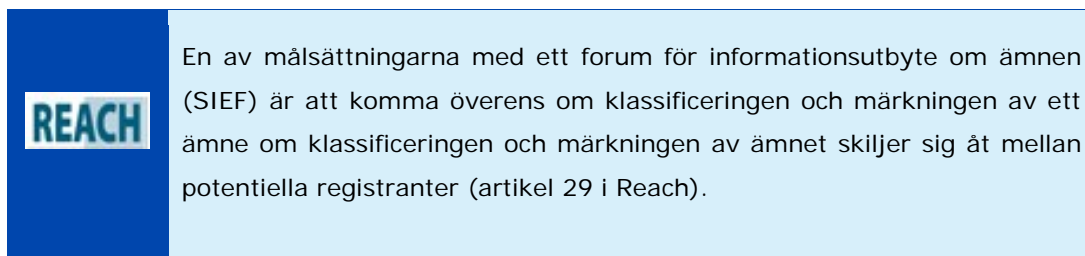 REACH
En av målsättningarna med ett forum för informationsutbyte om ämnen
(SIEF) är att komma överens om klassificeringen och märkningen av ett
ämne om klassificeringen och märkningen av ämnet skiljer sig åt mellan
potentiella registranter (artikel 29 i Reach).